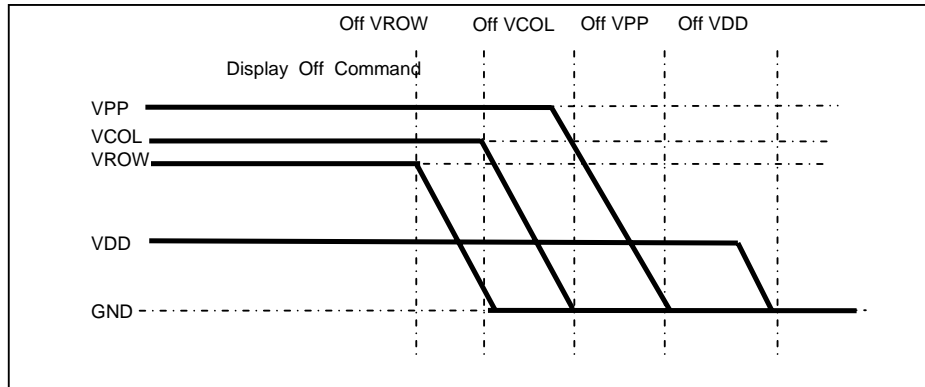 Off VROW Off VCOL Off VPP Off VDD
Display Off Command
VPP
VCOL
VROW
VDD
GND